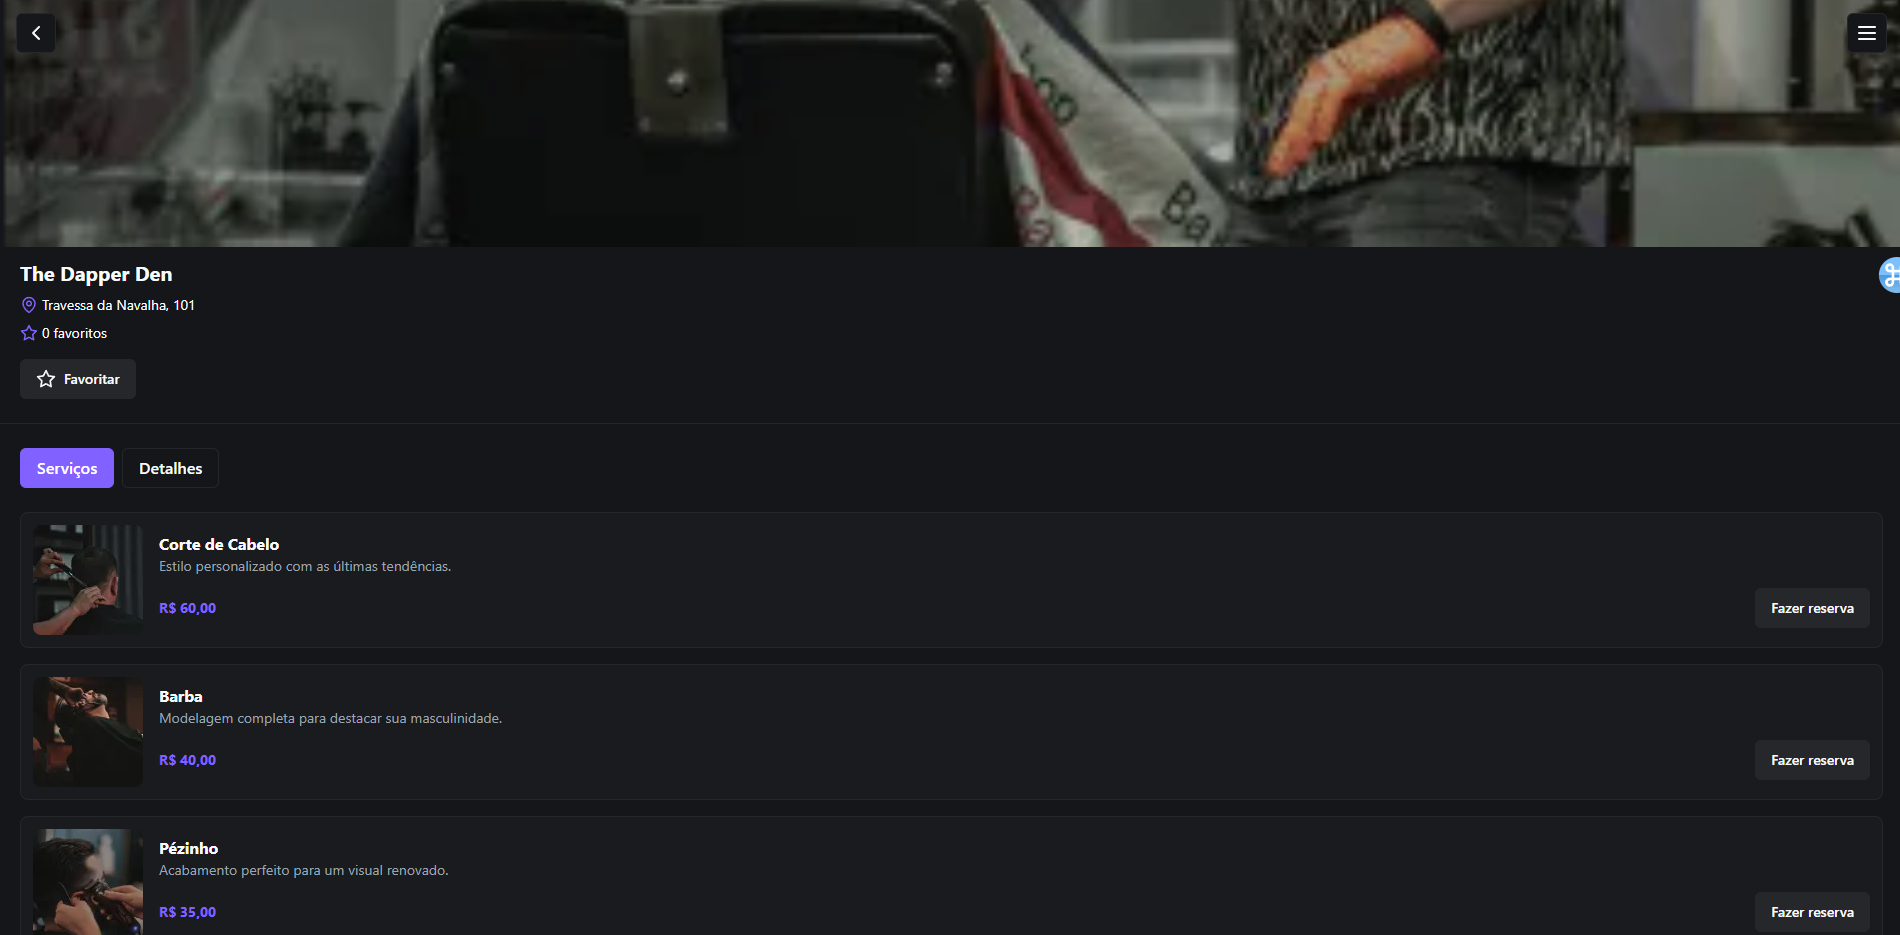 The Dapper Den
Travessa da Navalha, 101
0 favoritos
Favoritar
Serviços
Detalhes
Corte de Cabelo
Estilo personalizado com as últimas tendências.
R$ 60,00
Fazer reserva
Barba
Modelagem completa para destacar sua masculinidade.
R$ 40,00
Fazer reserva
Pézinho
Acabamento perfeito para um visual renovado.
R$ 35,00
Fazer reserva